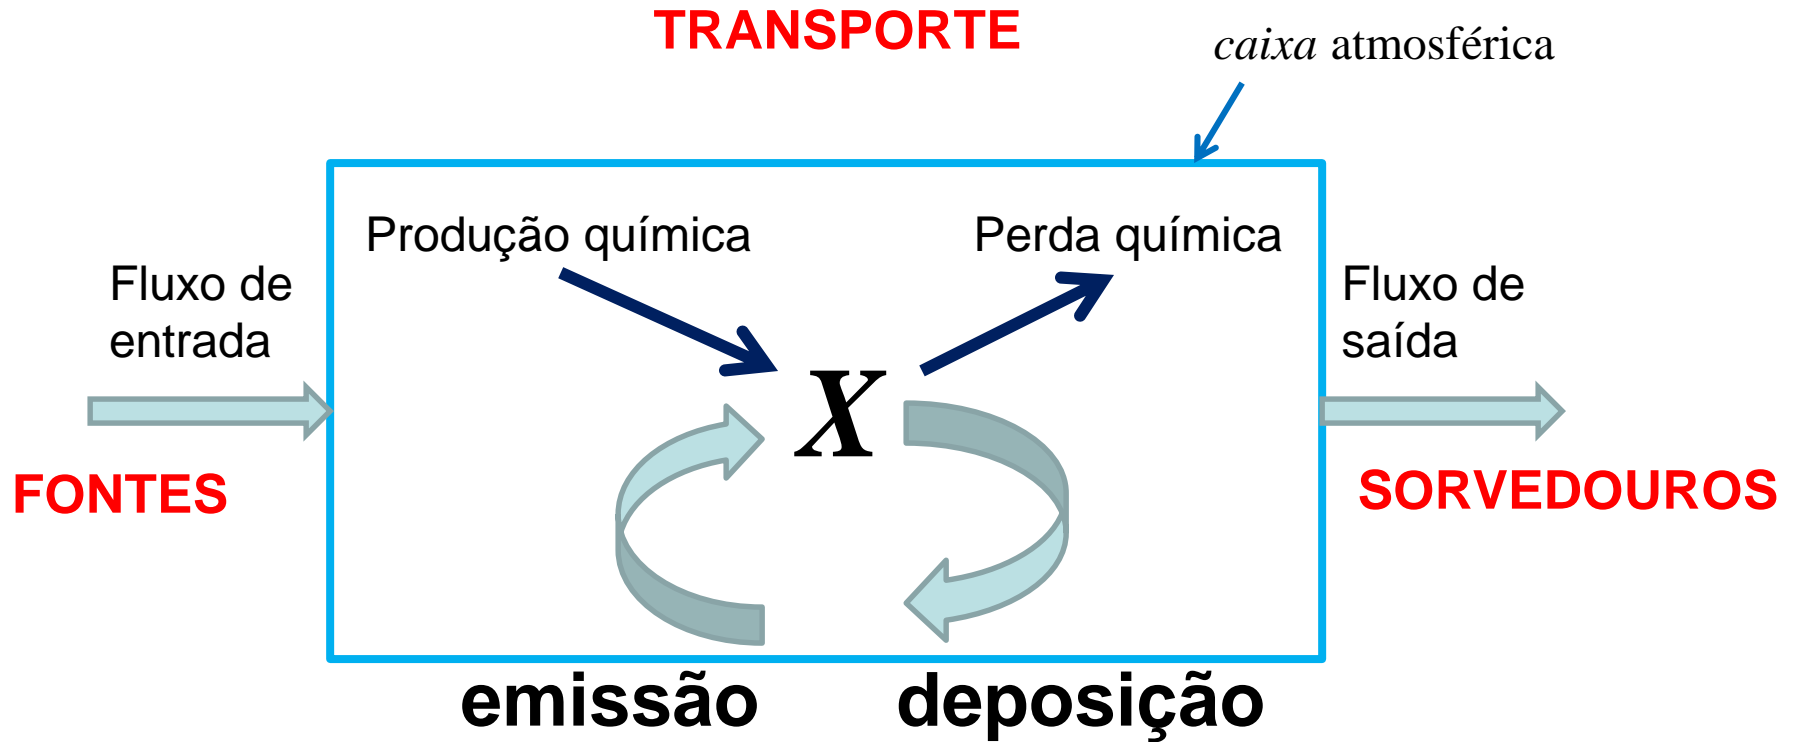 TRANSPORTE
caixa atmosférica
Produção química
Perda química
Fluxo de
entrada
Fluxo de
saída
X
FONTES
SORVEDOUROS
emissão
deposição